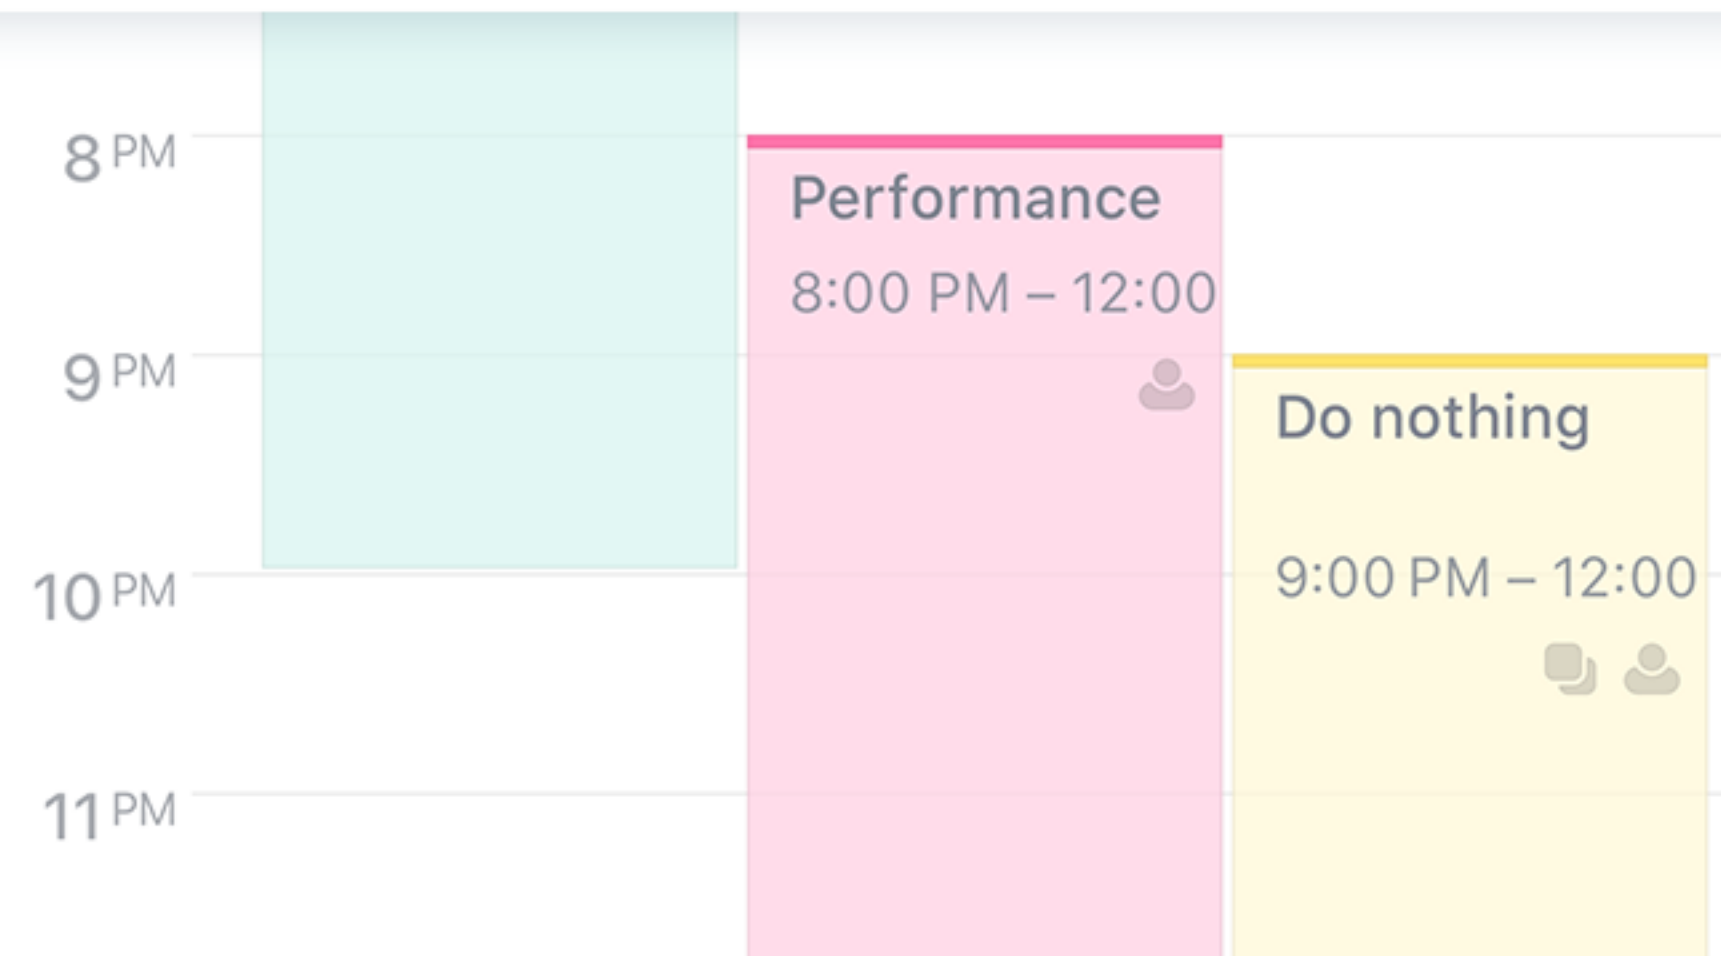 8 PM
Performance
8:00 PM – 12:00
9 PM
Do nothing
10 PM
9:00 PM – 12:00
11 PM